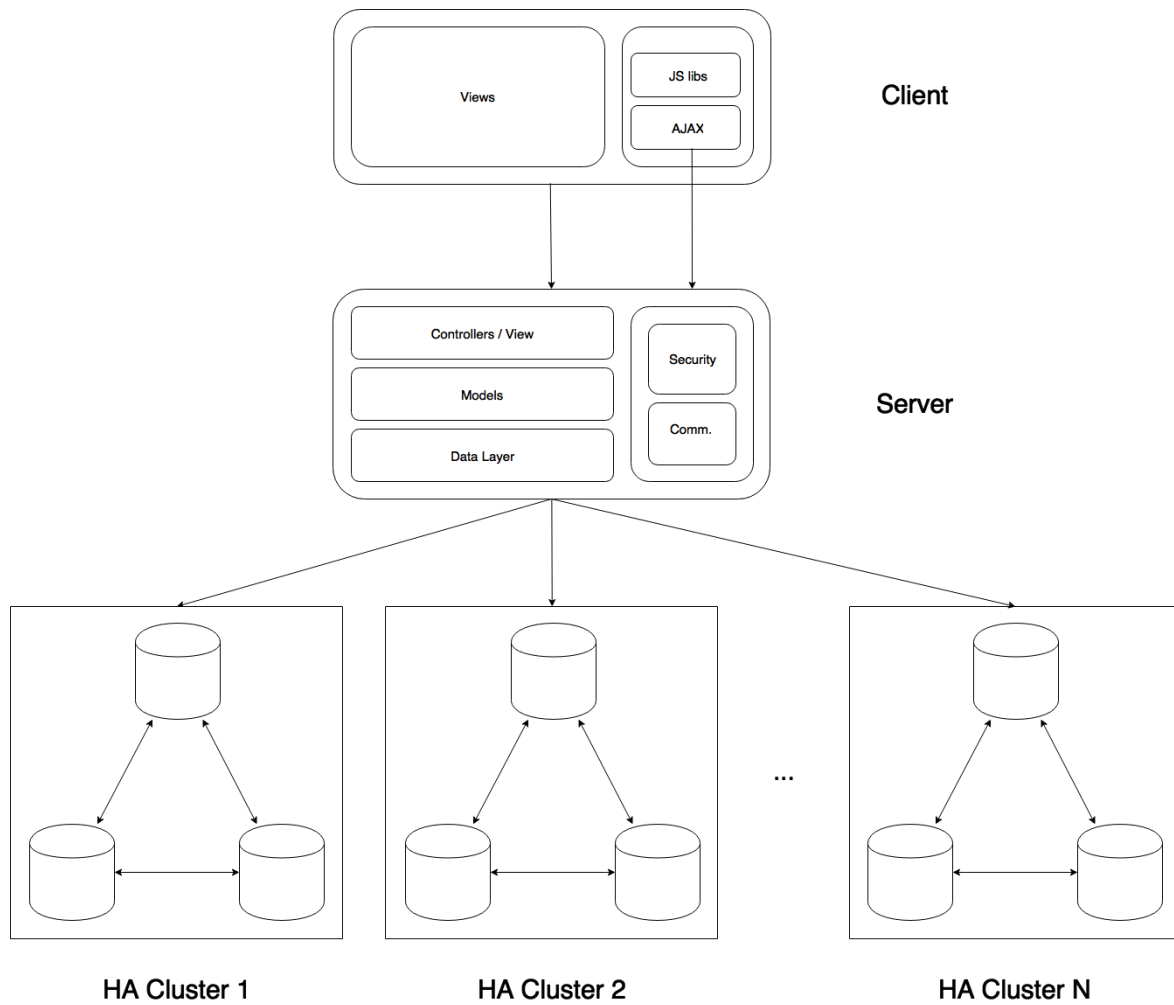 Views
JS libs
AJAX
Client
Controllers / View
Models
Data Layer
Security
Comm.
Server
...
HA Cluster 1
HA Cluster 2
HA Cluster N